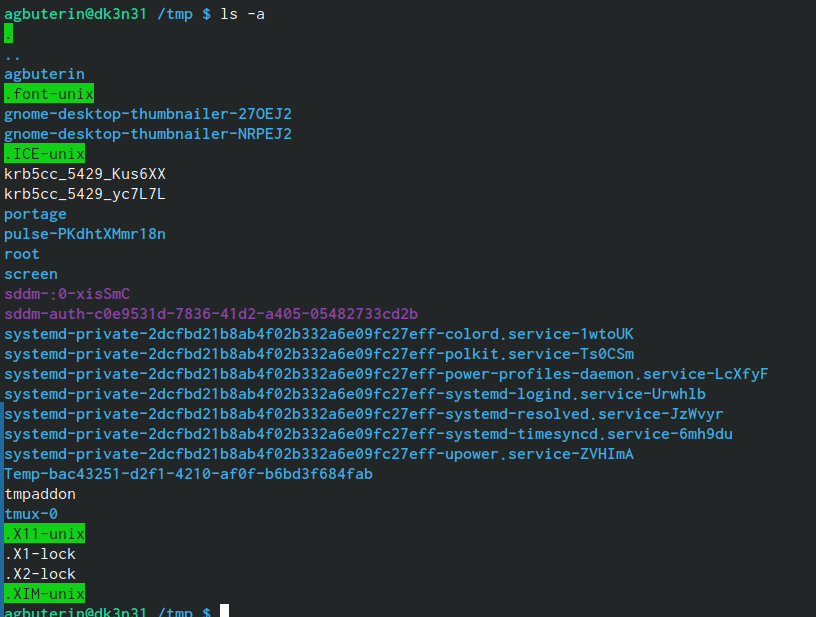 agbuterin@dk3n31 /tmp $ ls -a
.
..
agbuterin
.font-unix
gnome-desktop-thumbnailer-27OEJ2
gnome-desktop-thumbnailer-NRPEJ2
.ICE-unix
krb5cc_5429_Kus6XX
krb5cc_5429_yc7L7L
portage
pulse-PKdhtXMmr18n
root
screen
sddm-:0-xisSmC
sddm-auth-c0e9531d-7836-41d2-a405-05482733cd2b
systemd-private-2dcfbd21b8ab4f02b332a6e09fc27eff-colord.service-1wtoUK
systemd-private-2dcfbd21b8ab4f02b332a6e09fc27eff-polkit.service-Ts0CSm
systemd-private-2dcfbd21b8ab4f02b332a6e09fc27eff-power-profiles-daemon.service-LcXfyF
systemd-private-2dcfbd21b8ab4f02b332a6e09fc27eff-systemd-logind.service-Urwhlb
systemd-private-2dcfbd21b8ab4f02b332a6e09fc27eff-systemd-resolved.service-JzWvyr
systemd-private-2dcfbd21b8ab4f02b332a6e09fc27eff-systemd-timesyncd.service-6mh9du
systemd-private-2dcfbd21b8ab4f02b332a6e09fc27eff-upower.service-ZVHImA
Temp-bac43251-d2f1-4210-af0f-b6bd3f684fab
tmpaddon
tmux-0
.X11-unix
.X1-lock
.X2-lock
.XIM-unix
agbuterin@dk3n31 /tmp $